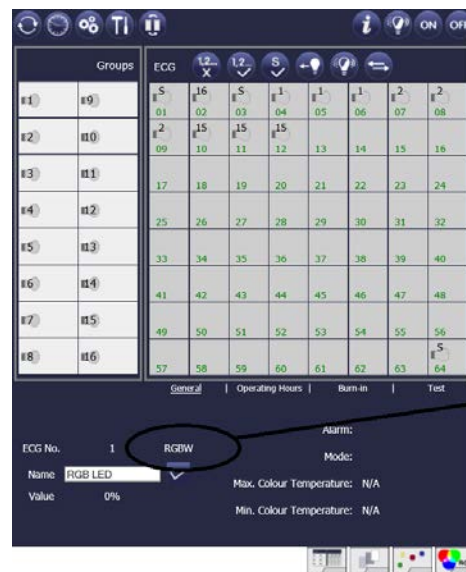 i ON OFF
Groups ECG 1,2... X 1,2... S
1 9 S 16 S 1 1 1 2 2
01 02 03 04 05 06 07 08
2 10 2 15 15 15
09 10 11 12 13 14 15 16
3 11
17 18 19 20 21 22 23 24
4 12
25 26 27 28 29 30 31 32
5 13
33 34 35 36 37 38 39 40
6 14
41 42 43 44 45 46 47 48
7 15
49 50 51 52 53 54 55 56
8 16 S
57 58 59 60 61 62 63 64
General | Operating Hours | Burn-in | Test
Alarm:
ECG No. 1 RGBW
Mode:
Name RGB LED
Max. Colour Temperature: N/A
Value 0%
Min. Colour Temperature: N/A